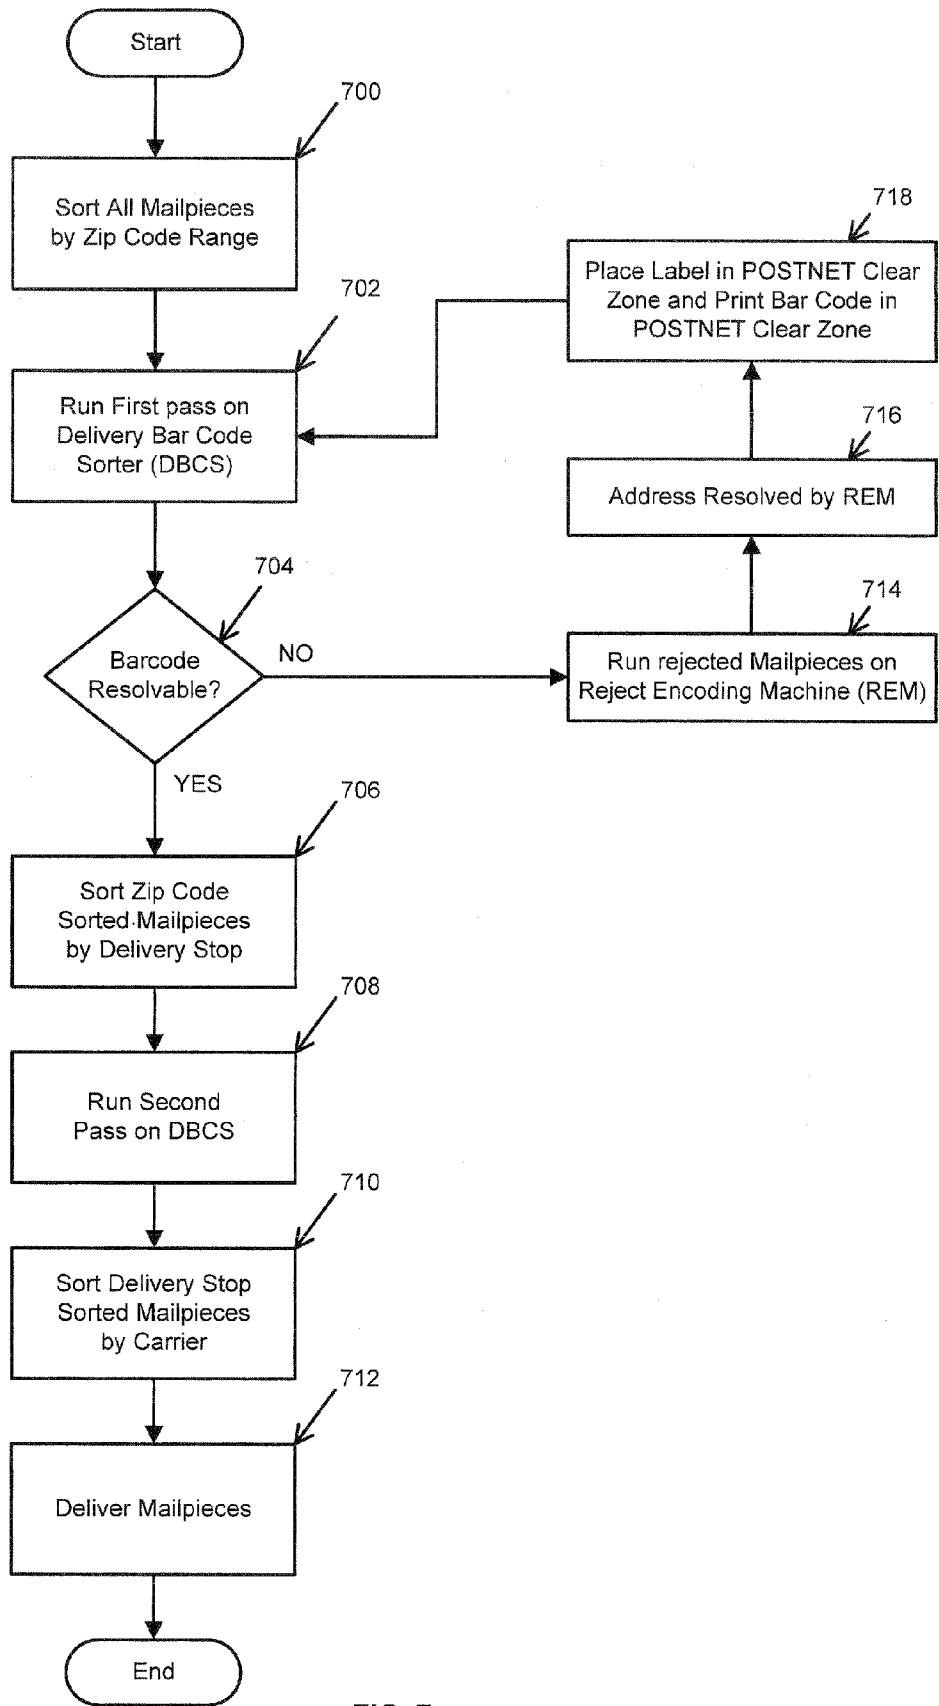 Start
700
Sort All Mailpieces
by Zip Code Range
702
Run First pass on
Delivery Bar Code
Sorter (DBCS)
704
Barcode
Resolvable?
NO
YES
718
Place Label in POSTNET Clear
Zone and Print Bar Code in
POSTNET Clear Zone
716
Address Resolved by REM
714
Run rejected Mailpieces on
Reject Encoding Machine (REM)
706
Sort Zip Code
Sorted Mailpieces
by Delivery Stop
708
Run Second
Pass on DBCS
710
Sort Delivery Stop
Sorted Mailpieces
by Carrier
712
Deliver Mailpieces
End